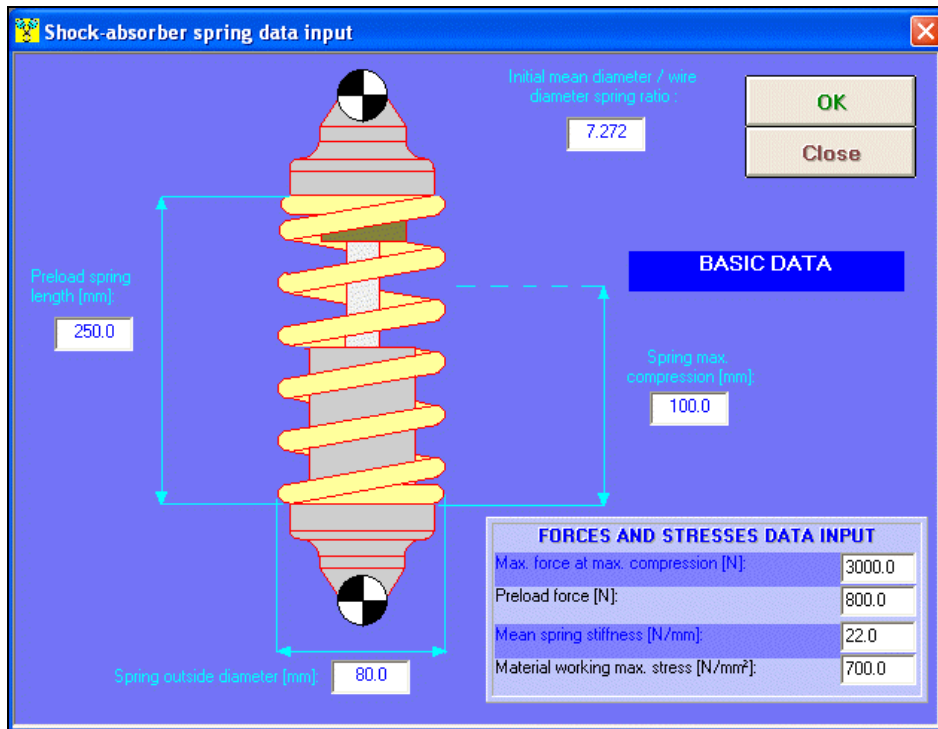 Shock-absorber spring data input
Initial mean diameter / wire
diameter spring ratio :
7.272
OK
Close
BASIC DATA
Preload spring
length [mm]:
250.0
Spring max.
compression [mm]:
100.0
FORCES AND STRESSES DATA INPUT
Max. force at max. compression [N]:
3000.0
Preload force [N]:
800.0
Mean spring stiffness [N/mm]:
22.0
Material working max. stress [N/mm²]:
700.0
Spring outside diameter [mm]:
80.0